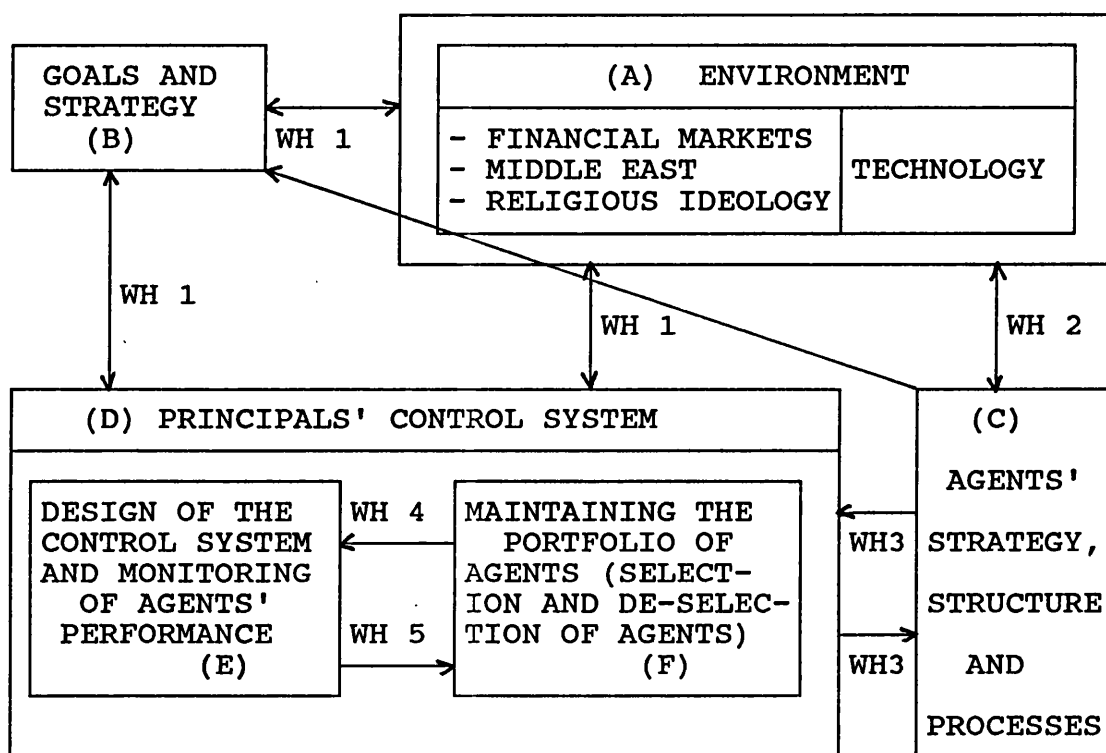 GOALS AND
STRATEGY
(B)
WH 1
(A) ENVIRONMENT
- FINANCIAL MARKETS
- MIDDLE EAST
- RELIGIOUS IDEOLOGY
TECHNOLOGY
WH 1
WH 1
WH 2
(D) PRINCIPALS' CONTROL SYSTEM
DESIGN OF THE
CONTROL SYSTEM
AND MONITORING
OF AGENTS'
PERFORMANCE
(E)
WH 4
WH 5
MAINTAINING THE
PORTFOLIO OF
AGENTS (SELECT-
ION AND DE-SELEC-
TION OF AGENTS)
(F)
WH3
WH3
(C)
AGENTS'
STRATEGY,
STRUCTURE
AND
PROCESSES